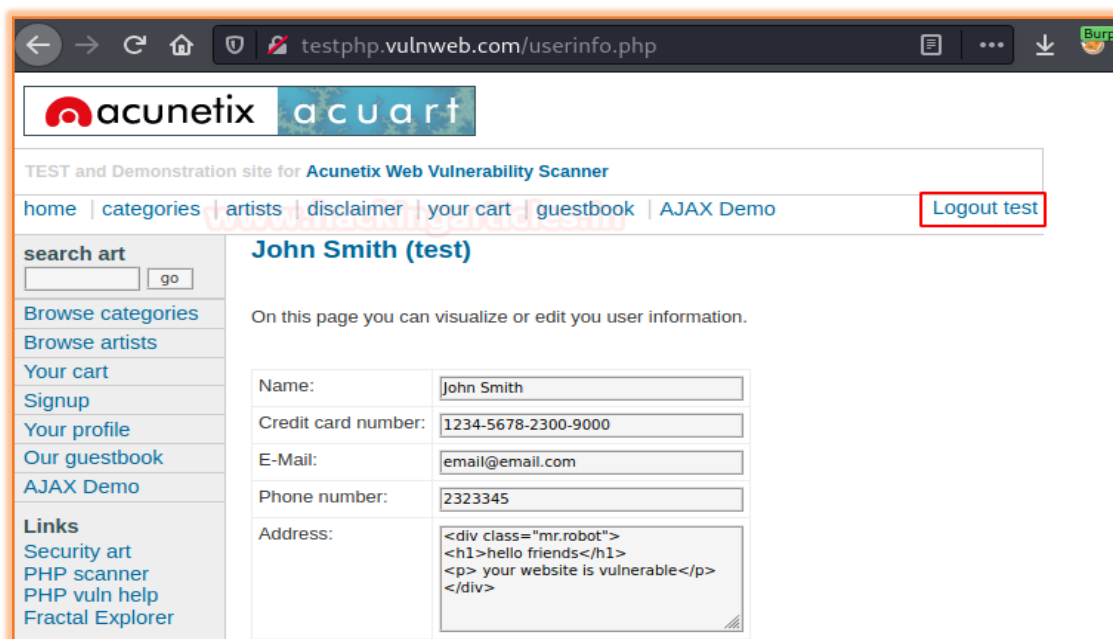 testphp.vulnweb.com/userinfo.php
Burp
acunetix acuart
TEST and Demonstration site for Acunetix Web Vulnerability Scanner
home | categories | artists | disclaimer | your cart | guestbook | AJAX Demo
Logout test
www.hackingarticles.in
search art
go
Browse categories
Browse artists
Your cart
Signup
Your profile
Our guestbook
AJAX Demo
Links
Security art
PHP scanner
PHP vuln help
Fractal Explorer
John Smith (test)
On this page you can visualize or edit you user information.
Name: John Smith
Credit card number: 1234-5678-2300-9000
E-Mail: email@email.com
Phone number: 2323345
Address: <div class="mr.robot">
<h1>hello friends</h1>
<p> your website is vulnerable</p>
</div>